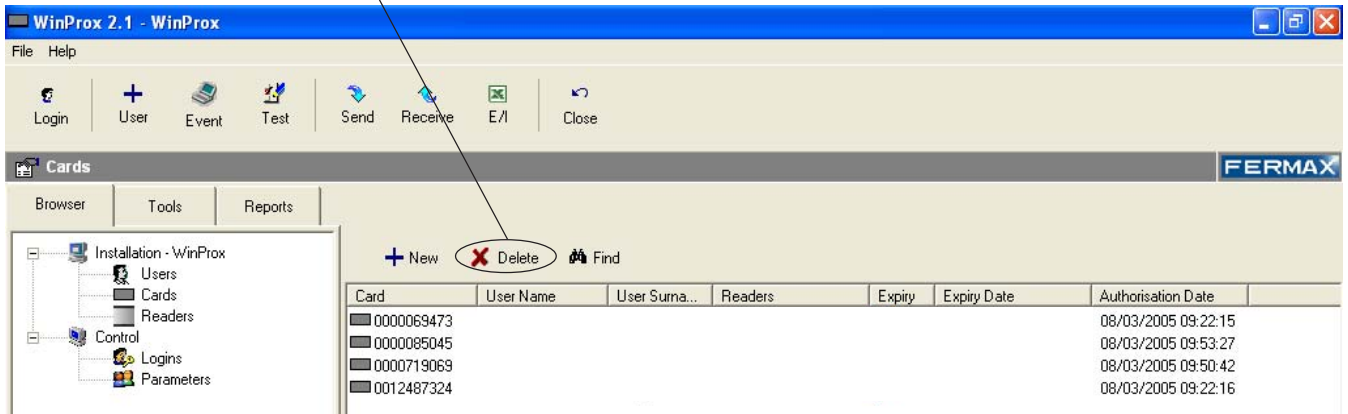 WinProx 2.1 - WinProx
File Help
Login User Event Test Send Receive E/I Close
Cards FERMAX
Browser Tools Reports
Installation - WinProx
Users
Cards
Readers
Control
Logins
Parameters
New Delete Find
Card User Name User Surna... Readers Expiry Expiry Date Authorisation Date
0000069473 08/03/2005 09:22:15
0000085045 08/03/2005 09:53:27
0000719069 08/03/2005 09:50:42
0012487324 08/03/2005 09:22:16